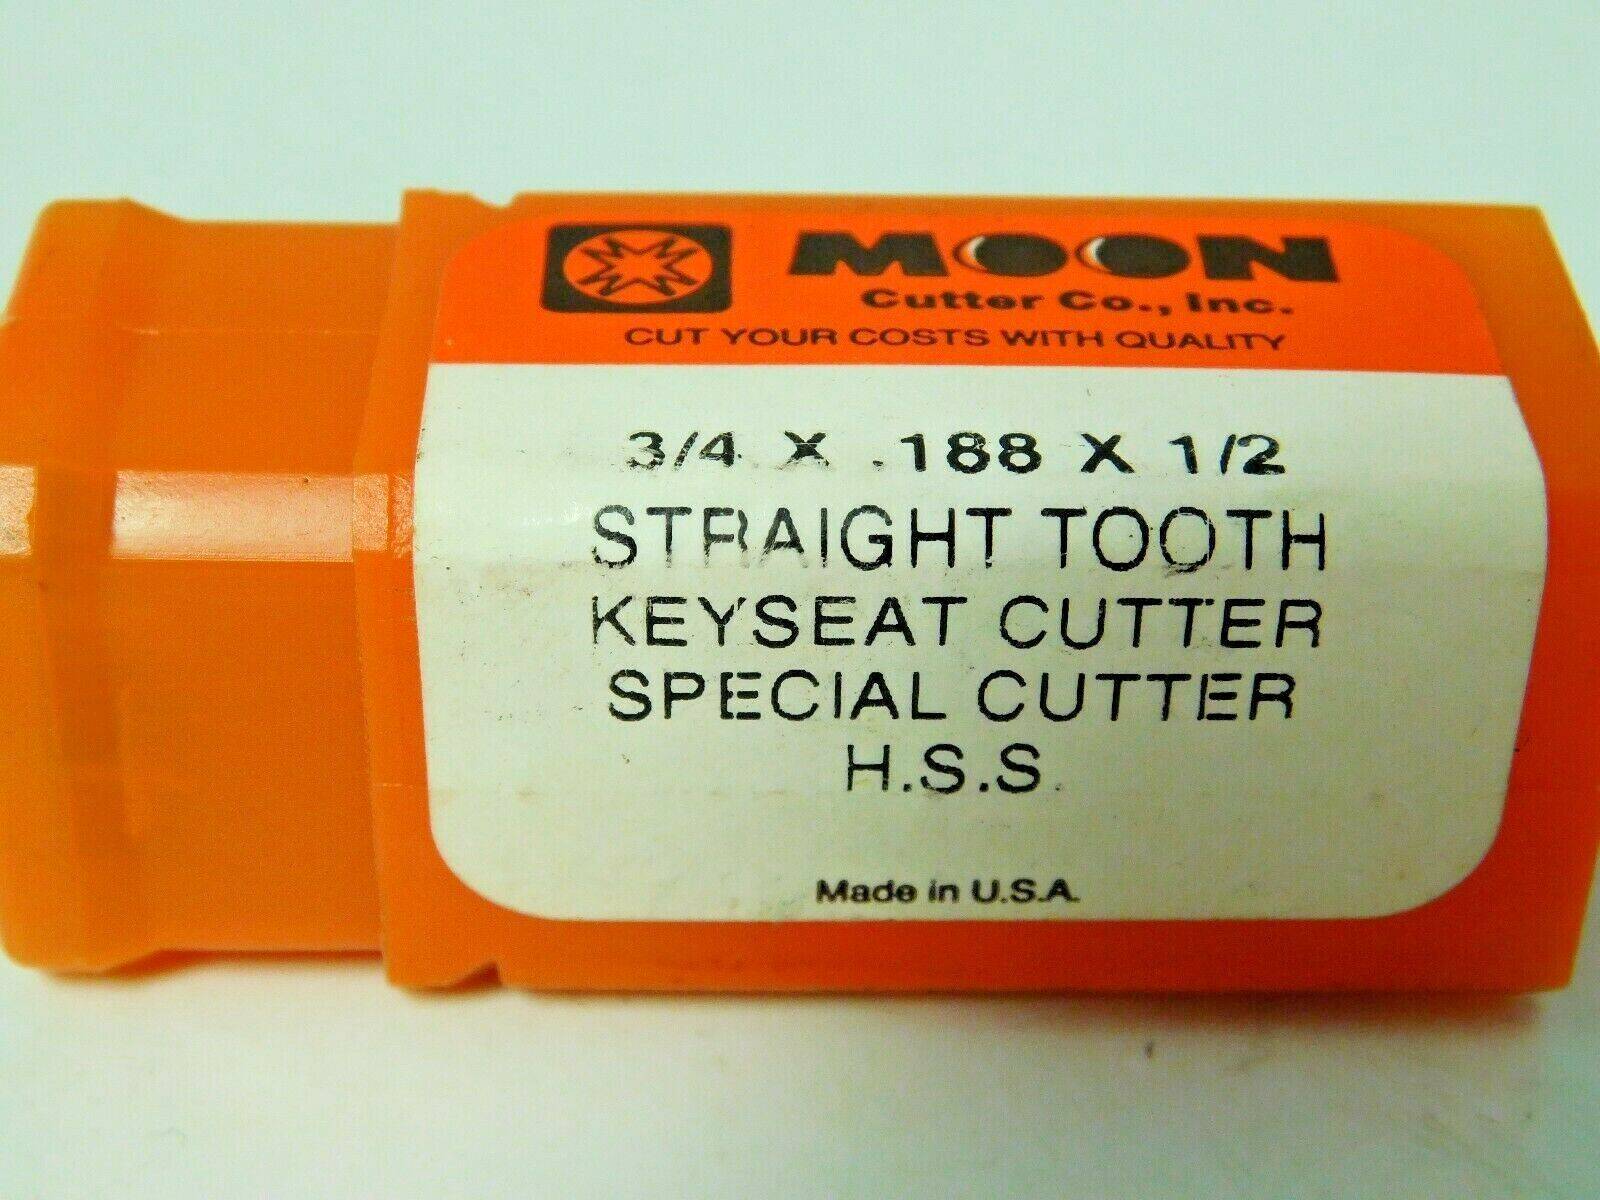 MOON
Cutter Co., Inc.
CUT YOUR COSTS WITH QUALITY
3/4 X .188 X 1/2
STRAIGHT TOOTH
KEYSEAT CUTTER
SPECIAL CUTTER
H.S.S.
Made in U.S.A.